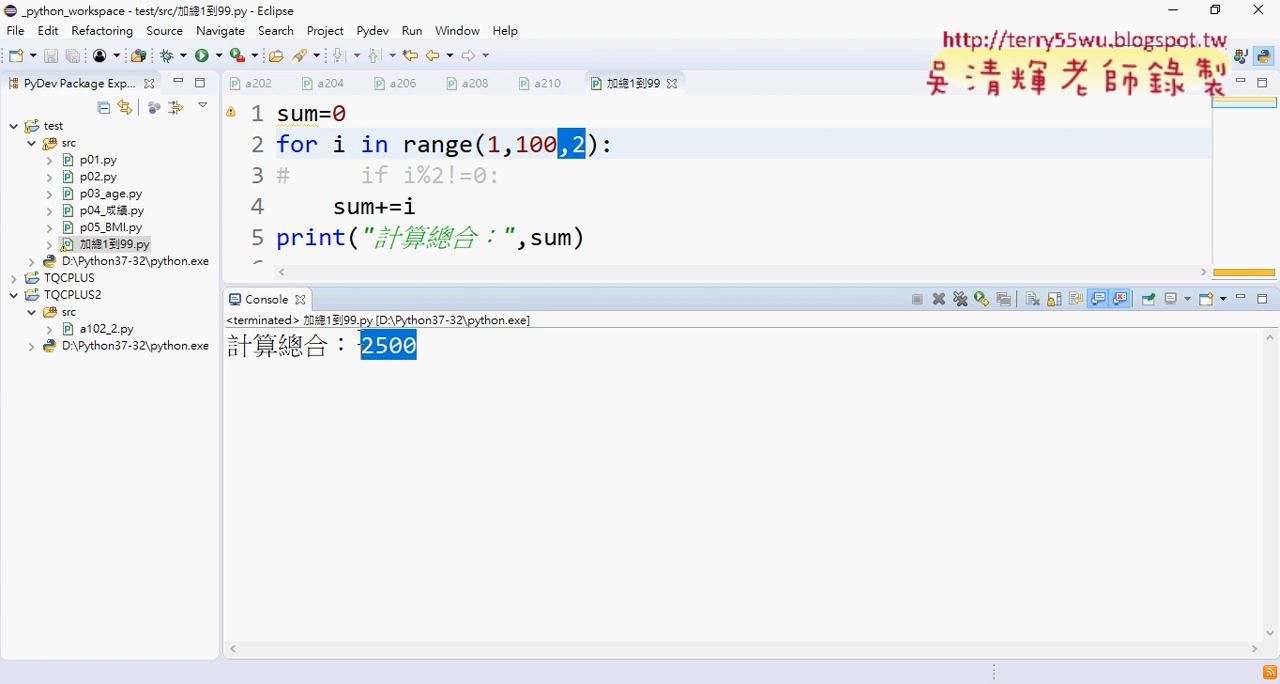 _python_workspace - test/src/加總1到99.py - Eclipse
File Edit Refactoring Source Navigate Search Project Pydev Run Window Help
http://terry55wu.blogspot.tw
吳清輝老師錄製
PyDev Package Exp...
a202 a204 a206 a208 a210 加總1到99
test
src
p01.py
p02.py
p03_age.py
p04_成績.py
p05_BMI.py
加總1到99.py
D:\Python37-32\python.exe
TQCPLUS
TQCPLUS2
src
a102_2.py
D:\Python37-32\python.exe
1 sum=0
2 for i in range(1,100,2):
3 #     if i%2!=0:
4     sum+=i
5 print("計算總合：",sum)
Console
<terminated> 加總1到99.py [D:\Python37-32\python.exe]
計算總合： 2500